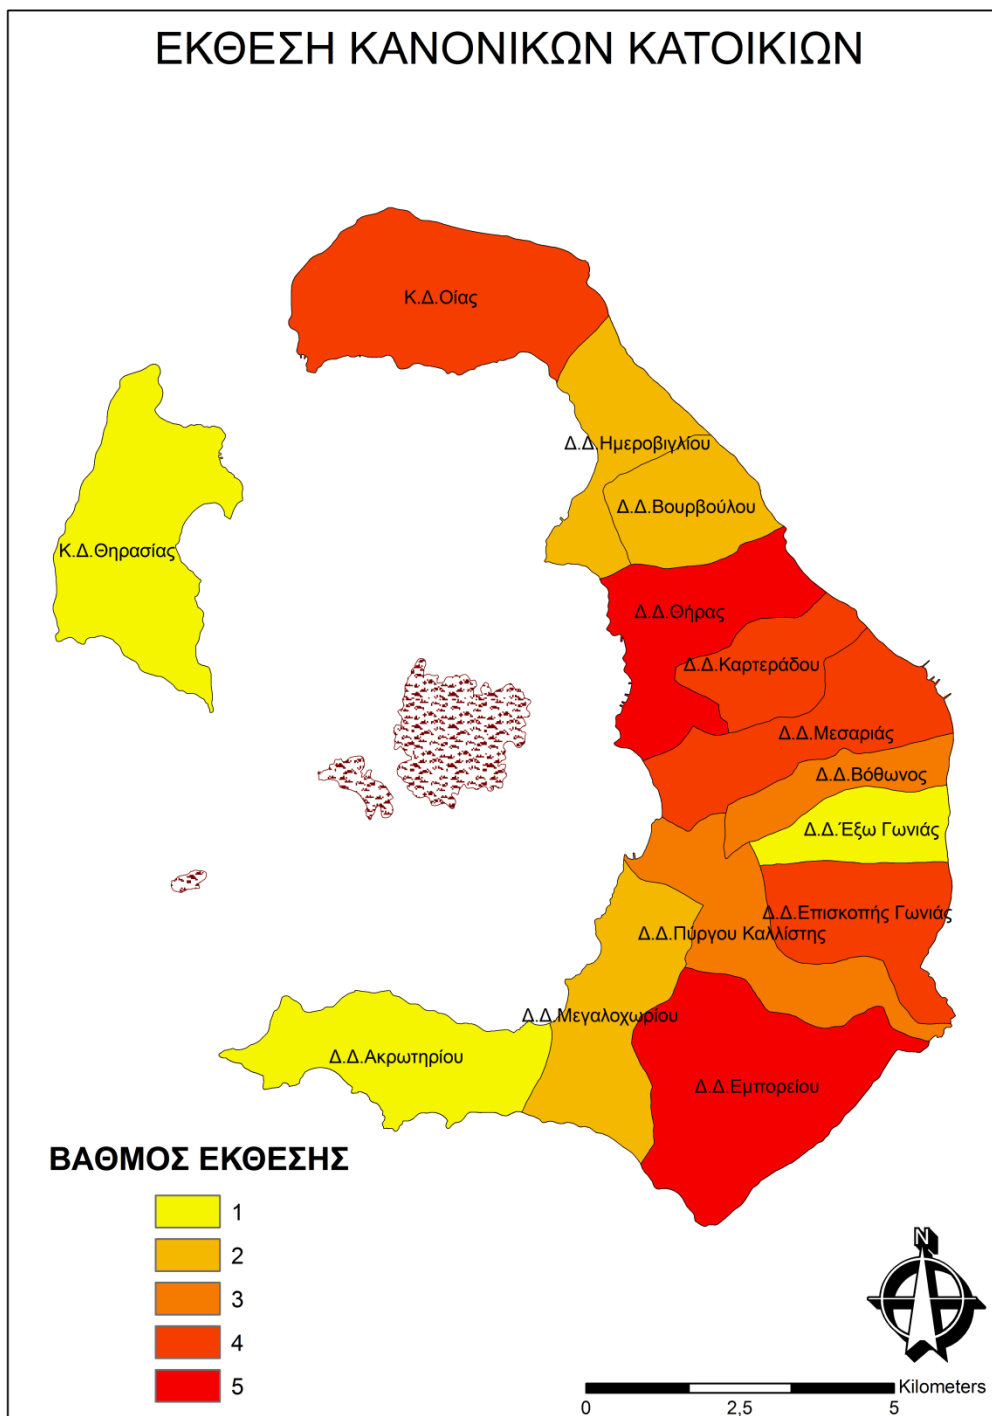 ΕΚΘΕΣΗ ΚΑΝΟΝΙΚΩΝ ΚΑΤΟΙΚΙΩΝ
Κ.Δ.Οίας
Δ.Δ.Ημεροβιγλίου
Δ.Δ.Βουρβούλου
Κ.Δ.Θηρασίας
Δ.Δ.Θήρας
Δ.Δ.Καρτεράδου
Δ.Δ.Μεσαριάς
Δ.Δ.Βόθωνος
Δ.Δ.Έξω Γωνιάς
Δ.Δ.Επισκοπής Γωνιάς
Δ.Δ.Πύργου Καλλίστης
Δ.Δ.Μεγαλοχωρίου
Δ.Δ.Ακρωτηρίου
Δ.Δ.Εμπορείου
ΒΑΘΜΟΣ ΕΚΘΕΣΗΣ
1
2
3
4
5
N
Kilometers
0 2,5 5